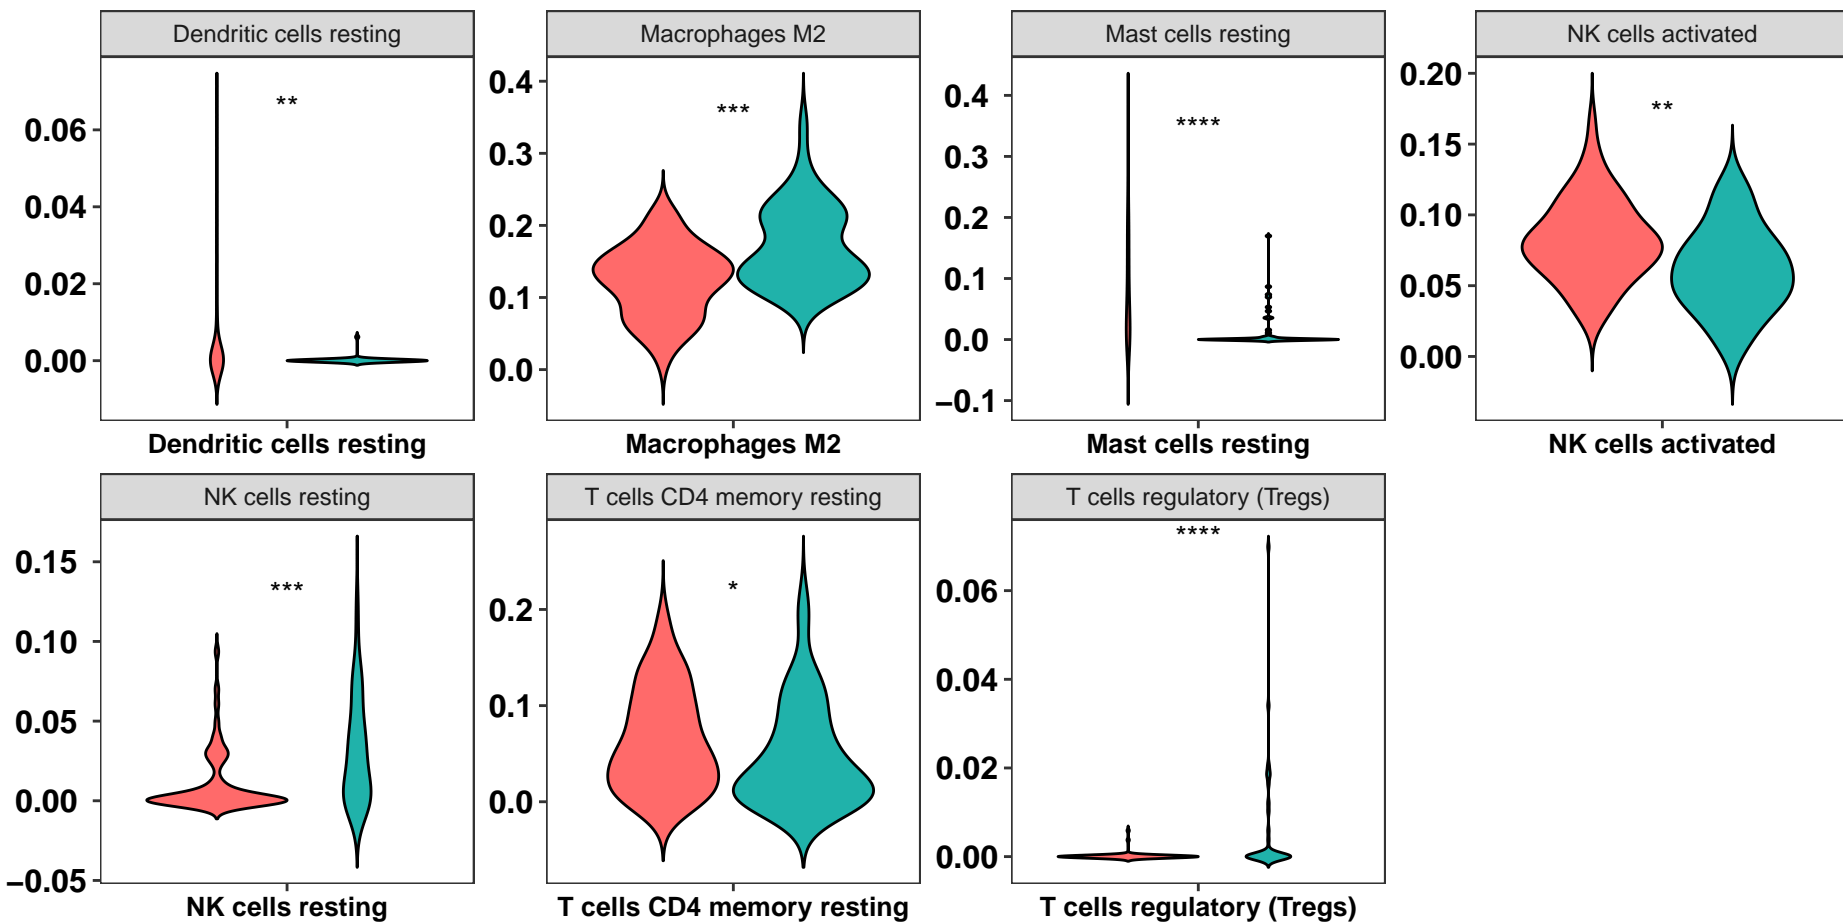 Dendritic cells resting
Macrophages M2
Mast cells resting
NK cells activated
**
***
****
**
0.06
0.04
0.02
0.00
0.4
0.3
0.2
0.1
0.0
0.4
0.3
0.2
0.1
0.0
−0.1
0.20
0.15
0.10
0.05
0.00
Dendritic cells resting
Macrophages M2
Mast cells resting
NK cells activated
NK cells resting
T cells CD4 memory resting
T cells regulatory (Tregs)
***
*
****
0.15
0.10
0.05
0.00
−0.05
0.2
0.1
0.0
0.06
0.04
0.02
0.00
NK cells resting
T cells CD4 memory resting
T cells regulatory (Tregs)